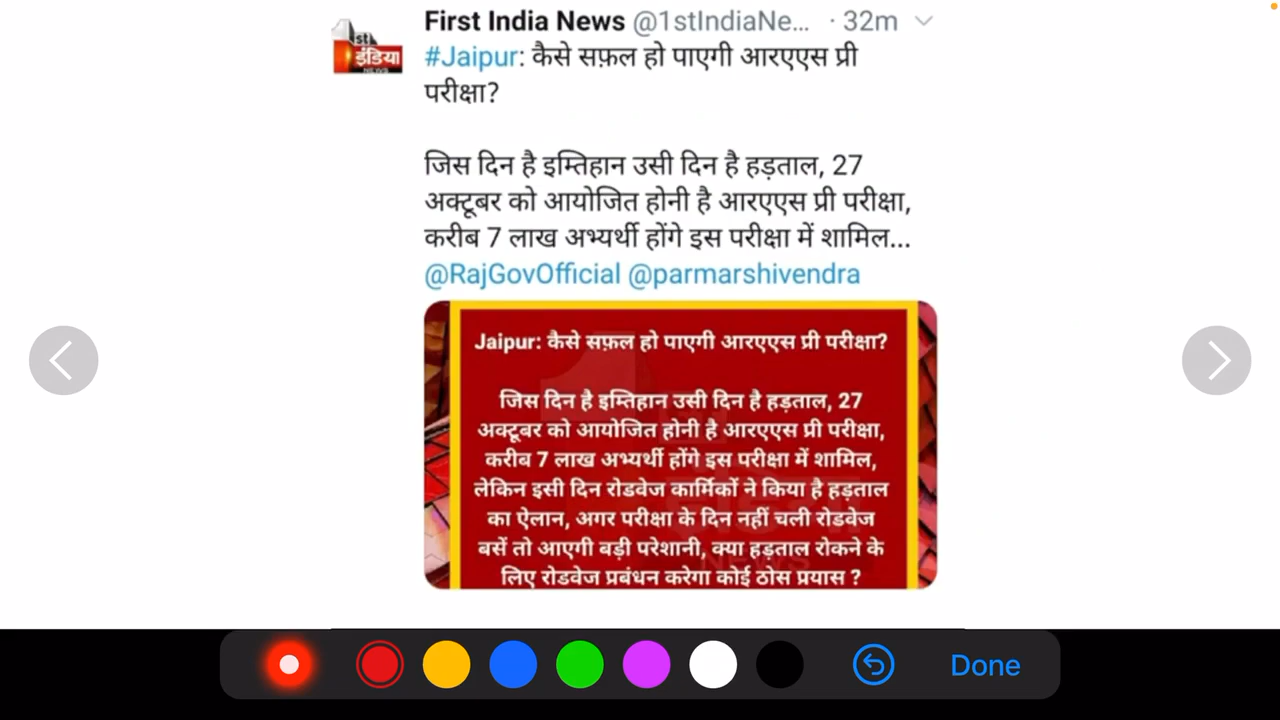 First India News @1stIndiaNe... · 32m
1st
इंडिया
NEWS
#Jaipur: कैसे सफ़ल हो पाएगी आरएएस प्री
परीक्षा?
जिस दिन है इम्तिहान उसी दिन है हड़ताल, 27
अक्टूबर को आयोजित होनी है आरएएस प्री परीक्षा,
करीब 7 लाख अभ्यर्थी होंगे इस परीक्षा में शामिल...
@RajGovOfficial @parmarshivendra
Jaipur: कैसे सफ़ल हो पाएगी आरएएस प्री परीक्षा?
जिस दिन है इम्तिहान उसी दिन है हड़ताल, 27
अक्टूबर को आयोजित होनी है आरएएस प्री परीक्षा,
करीब 7 लाख अभ्यर्थी होंगे इस परीक्षा में शामिल,
लेकिन इसी दिन रोडवेज कार्मिकों ने किया है हड़ताल
का ऐलान, अगर परीक्षा के दिन नहीं चली रोडवेज
बसें तो आएगी बड़ी परेशानी, क्या हड़ताल रोकने के
लिए रोडवेज प्रबंधन करेगा कोई ठोस प्रयास ?
Done